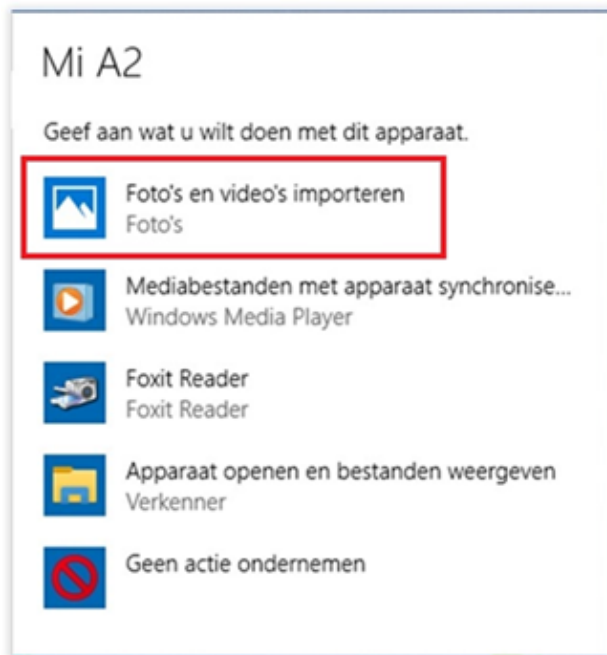 Mi A2
Geef aan wat u wilt doen met dit apparaat.
Foto's en video's importeren
Foto's
Mediabestanden met apparaat synchronise...
Windows Media Player
Foxit Reader
Foxit Reader
Apparaat openen en bestanden weergeven
Verkenner
Geen actie ondernemen